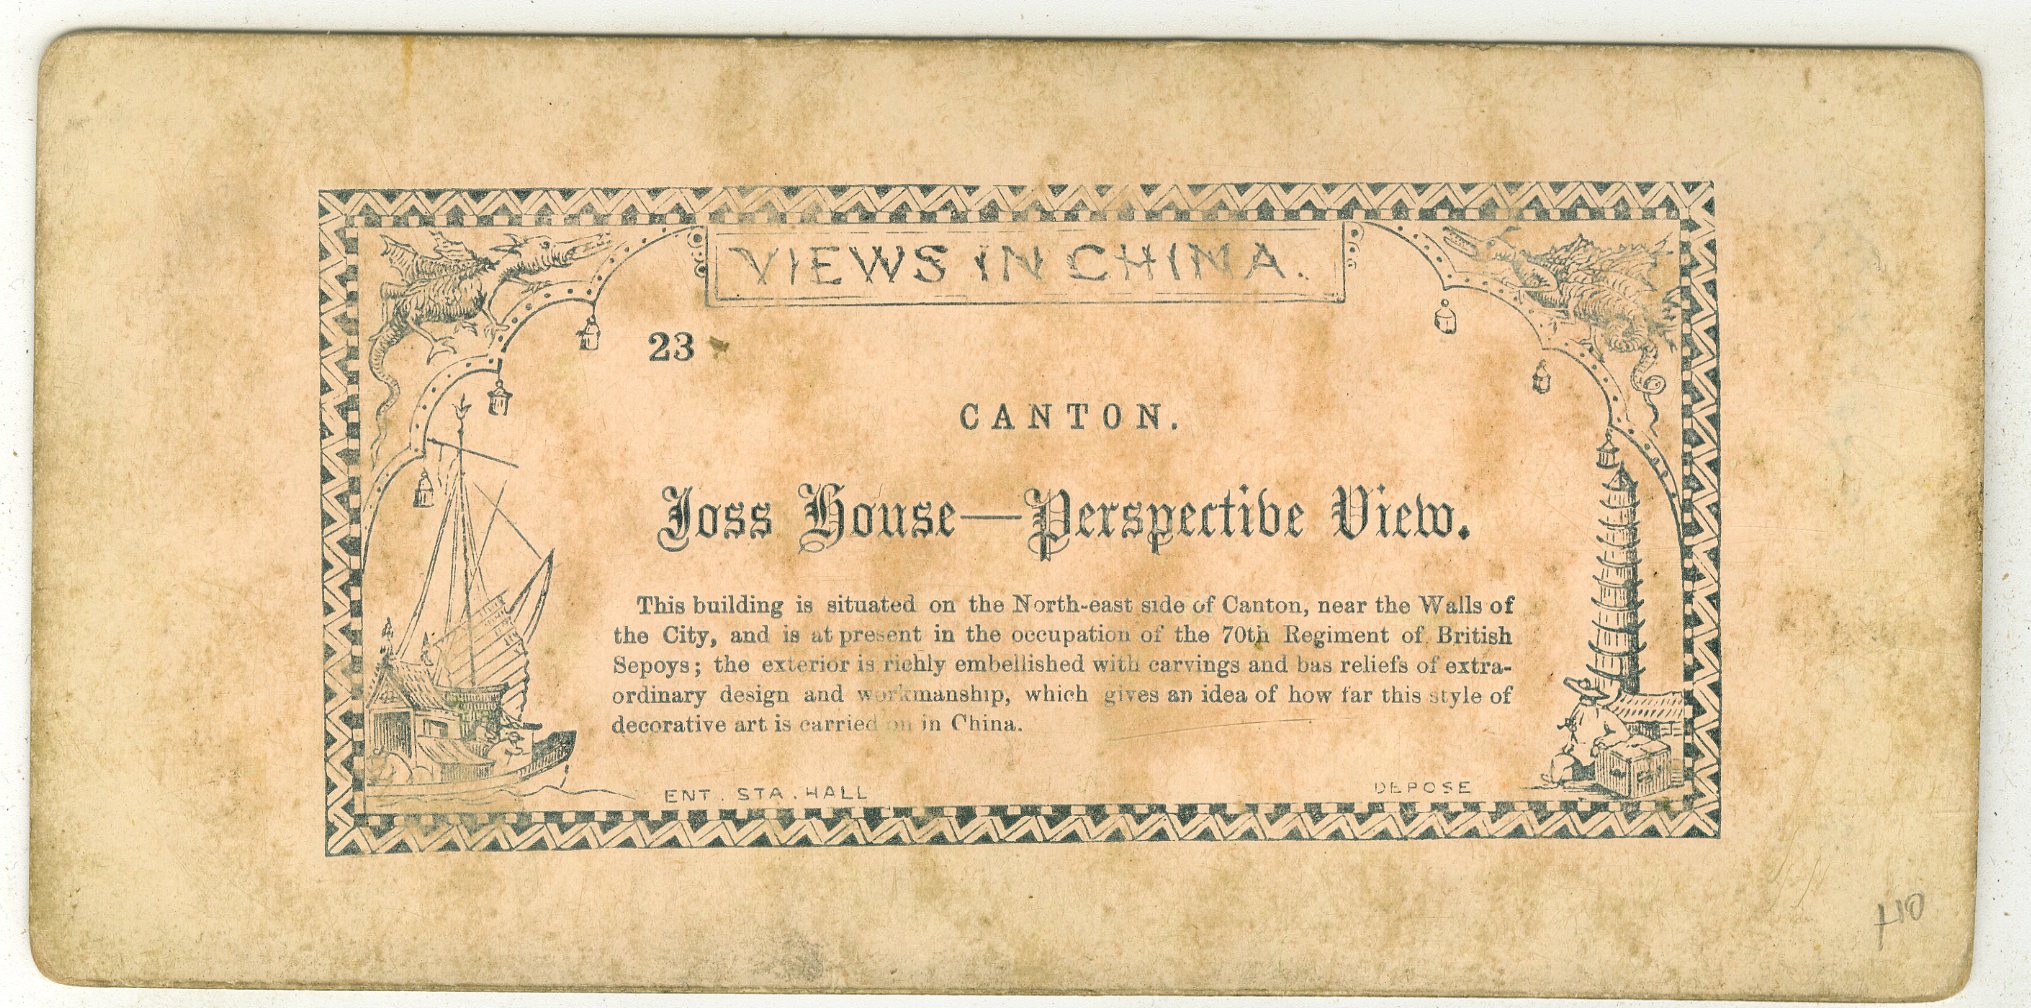 VIEWS IN CHINA.
23
CANTON.
Joss House—Perspective View.
This building is situated on the North-east side of Canton, near the Walls of
the City, and is at present in the occupation of the 70th Regiment of British
Sepoys; the exterior is richly embellished with carvings and bas reliefs of extra-
ordinary design and workmanship, which gives an idea of how far this style of
decorative art is carried on in China.
ENT. STA. HALL
DEPOSE